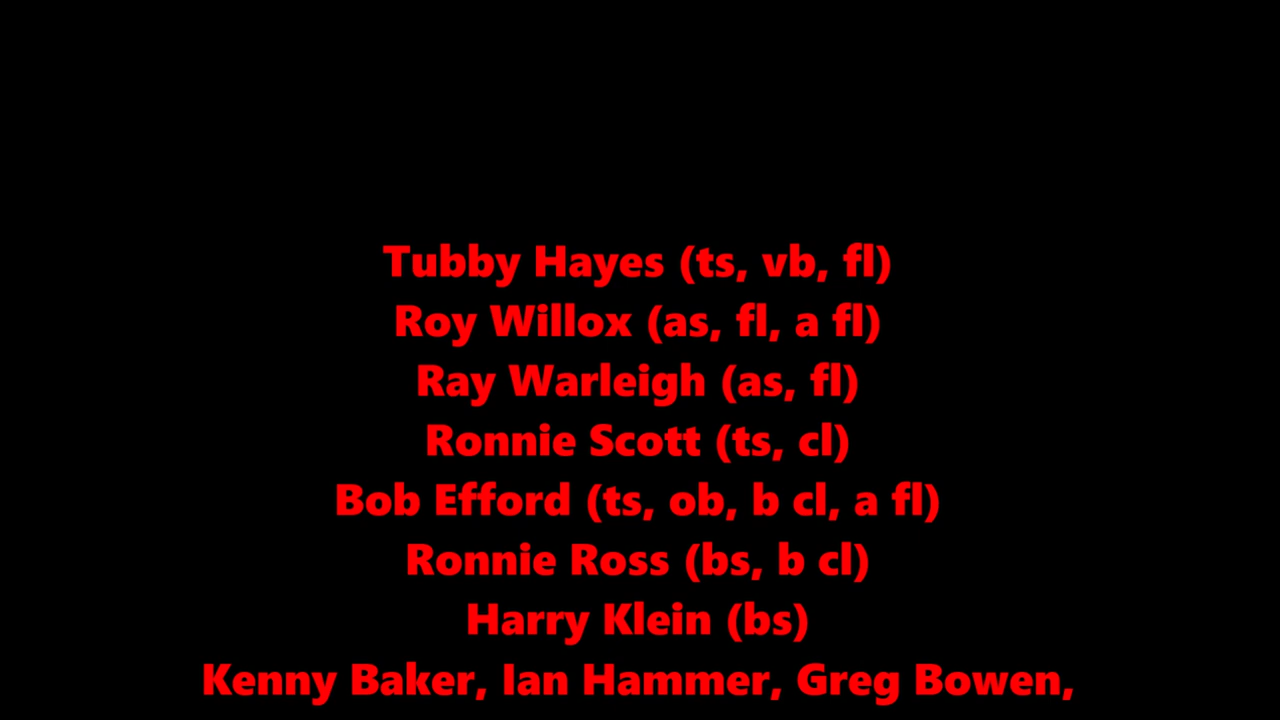 Tubby Hayes (ts, vb, fl)
Roy Willox (as, fl, a fl)
Ray Warleigh (as, fl)
Ronnie Scott (ts, cl)
Bob Efford (ts, ob, b cl, a fl)
Ronnie Ross (bs, b cl)
Harry Klein (bs)
Kenny Baker, Ian Hammer, Greg Bowen,